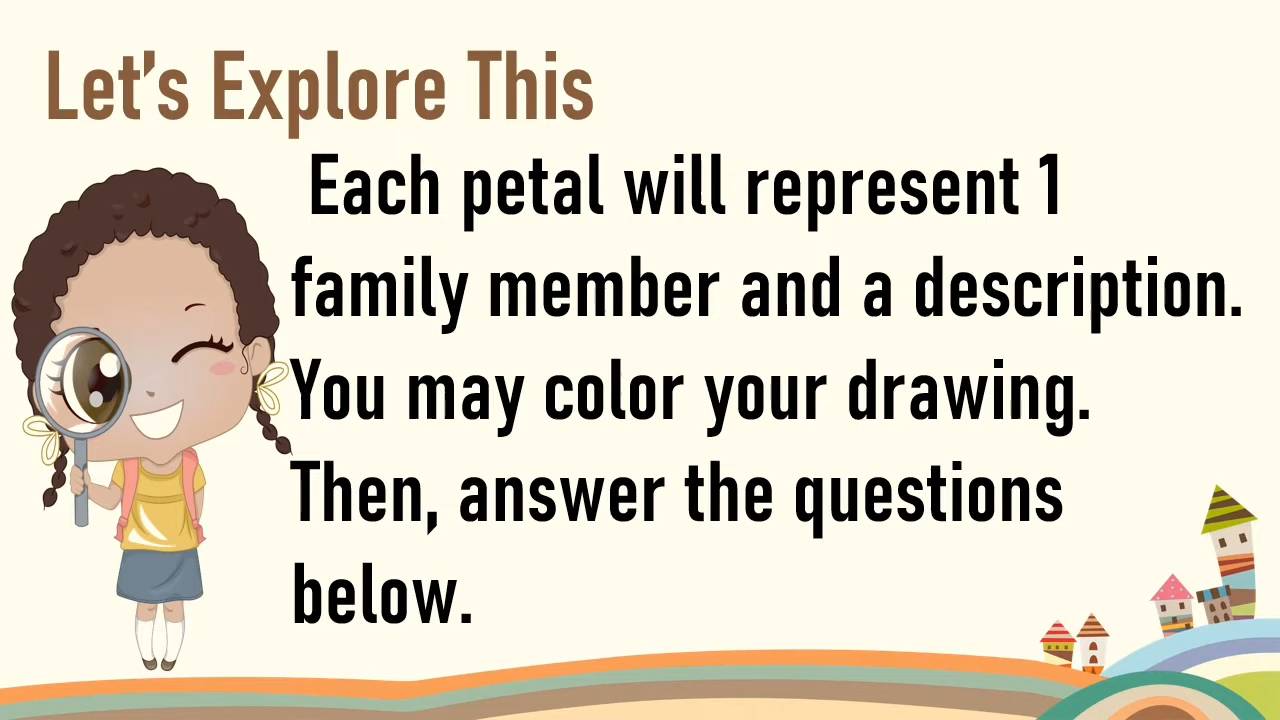 Let's Explore This
Each petal will represent 1
family member and a description.
You may color your drawing.
Then, answer the questions
below.